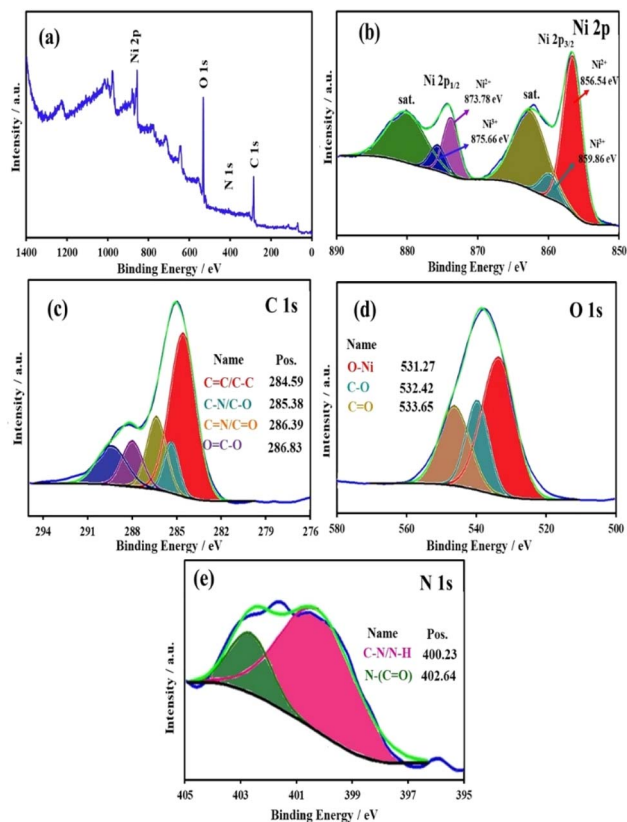 (a)
Ni 2p
O 1s
N 1s
C 1s
Intensity / a.u.
1400 1200 1000 800 600 400 200 0
Binding Energy / eV
(b)
Ni 2p
Ni 2p3/2
Ni2+
856.54 eV
Ni 2p1/2
Ni2+
873.78 eV
sat.
sat.
Ni3+
875.66 eV
Ni3+
859.86 eV
Intensity / a.u.
890 880 870 860 850
Binding Energy / eV
(c)
C 1s
Name Pos.
C=C/C-C 284.59
C-N/C-O 285.38
C=N/C=O 286.39
O=C-O 286.83
Intensity / a.u.
294 291 288 285 282 279 276
Binding Energy / eV
(d)
O 1s
Name
O-Ni 531.27
C-O 532.42
C=O 533.65
Intensity / a.u.
580 560 540 520 500
Binding Energy / eV
(e)
N 1s
Name Pos.
C-N/N-H 400.23
N-(C=O) 402.64
Intensity / a.u.
405 403 401 399 397 395
Binding Energy / eV